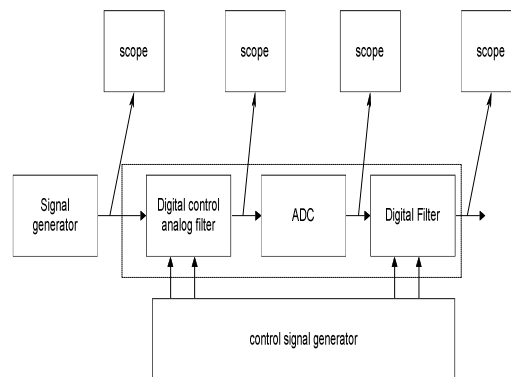 scope
scope
scope
scope
Signal
generator
Digital control
analog filter
ADC
Digital Filter
control signal generator